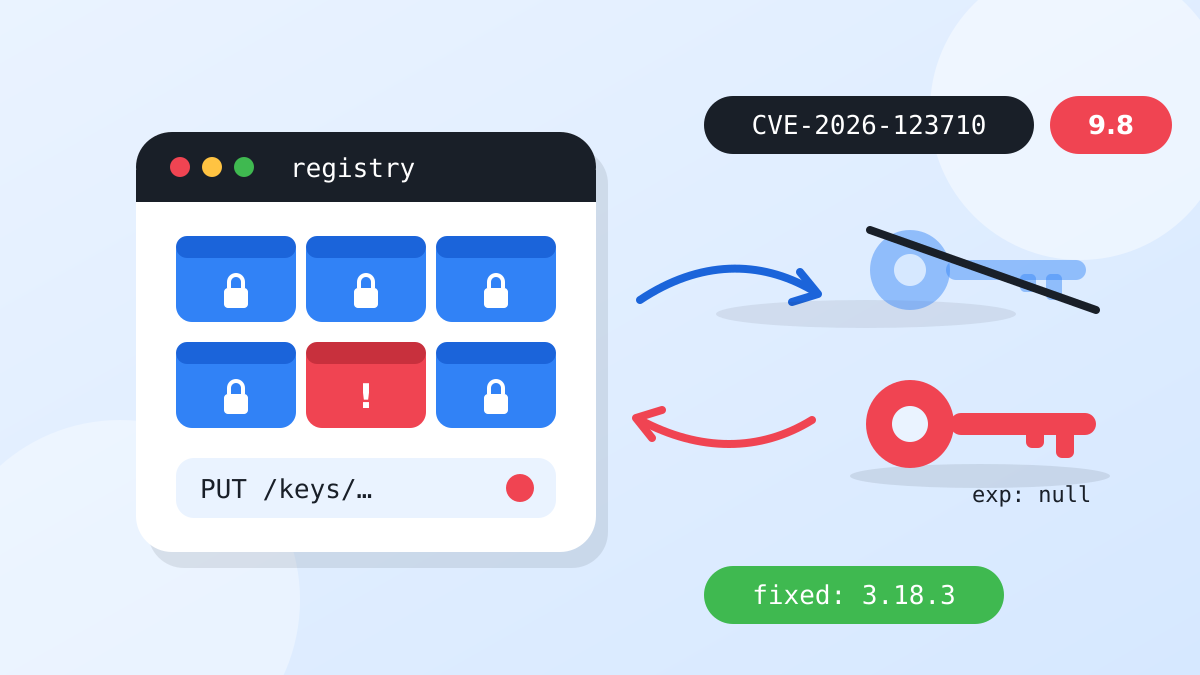 CVE-2026-123710
9.8
registry
!
PUT /keys/…
exp: null
fixed: 3.18.3